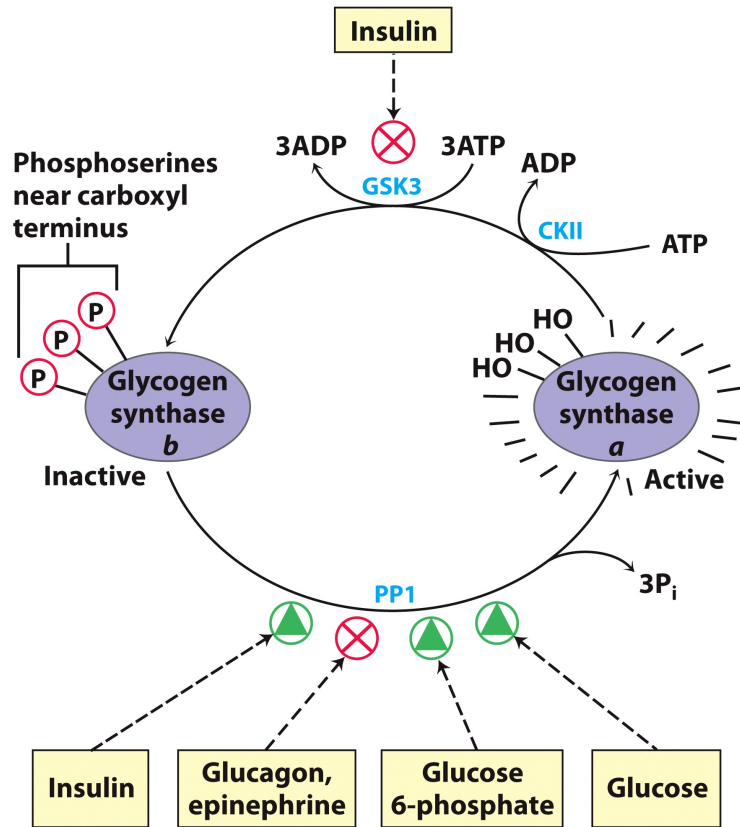 Insulin
3ADP
3ATP
GSK3
ADP
CKII
ATP
Phosphoserines
near carboxyl
terminus
P
P
P
HO
HO
HO
Glycogen
synthase
b
Inactive
Glycogen
synthase
a
Active
PP1
3Pi
Insulin
Glucagon,
epinephrine
Glucose
6-phosphate
Glucose